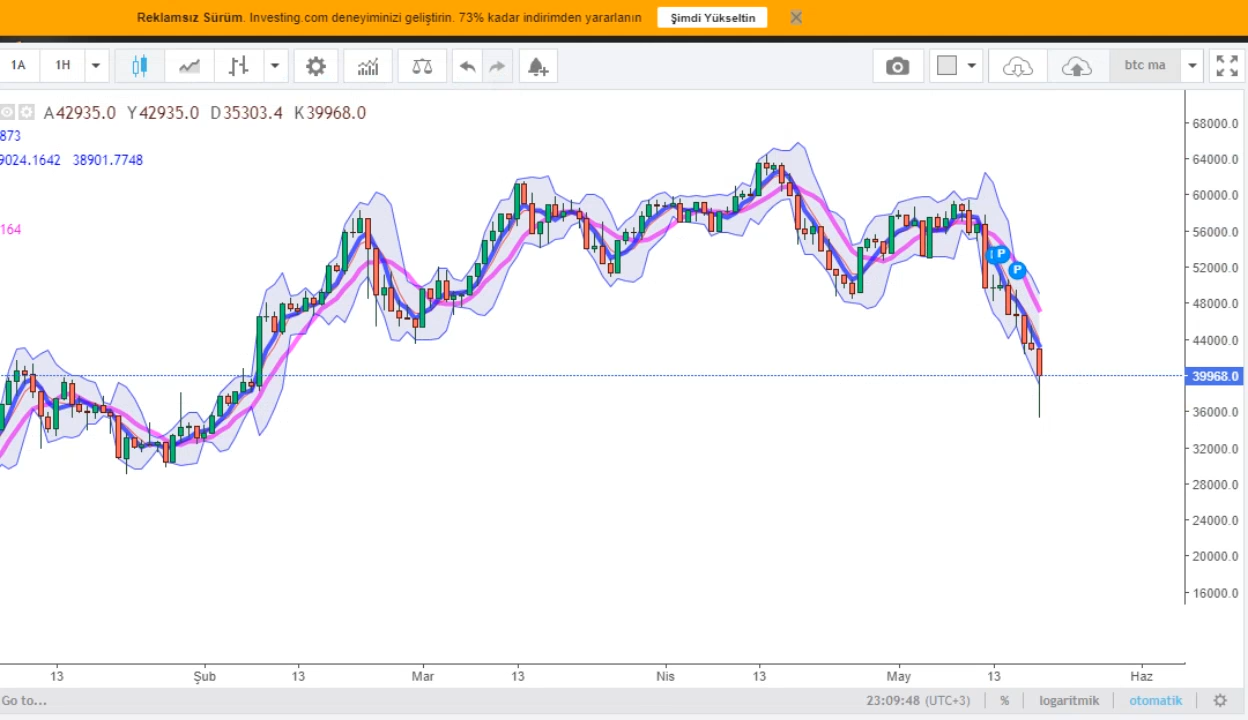 Reklamsız Sürüm. Investing.com deneyiminizi geliştirin. 73% kadar indirimden yararlanın Şimdi Yükseltin
1A 1H btc ma
A42935.0 Y42935.0 D35303.4 K39968.0
873
9024.1642 38901.7748
164
68000.0
64000.0
60000.0
56000.0
P
52000.0
P
48000.0
44000.0
39968.0
36000.0
32000.0
28000.0
24000.0
20000.0
16000.0
13 Şub 13 Mar 13 Nis 13 May 13 Haz
Go to... 23:09:48 (UTC+3) % logaritmik otomatik